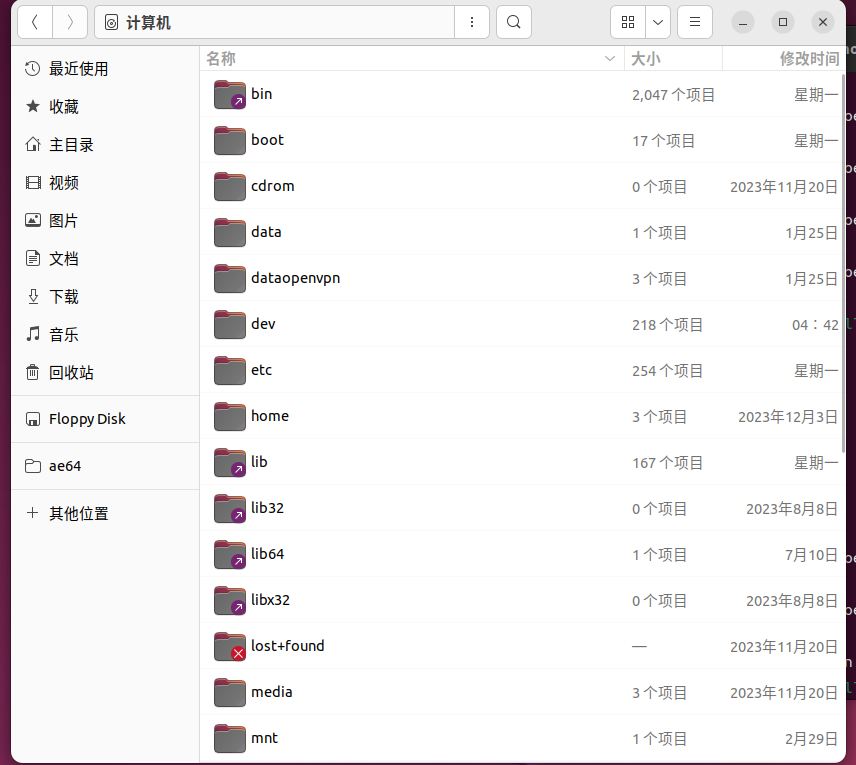 计算机
最近使用
收藏
主目录
视频
图片
文档
下载
音乐
回收站
Floppy Disk
ae64
其他位置
名称 大小 修改时间
bin 2,047 个项目 星期一
boot 17 个项目 星期一
cdrom 0 个项目 2023年11月20日
data 1 个项目 1月25日
dataopenvpn 3 个项目 1月25日
dev 218 个项目 04：42
etc 254 个项目 星期一
home 3 个项目 2023年12月3日
lib 167 个项目 星期一
lib32 0 个项目 2023年8月8日
lib64 1 个项目 7月10日
libx32 0 个项目 2023年8月8日
lost+found — 2023年11月20日
media 3 个项目 2023年11月20日
mnt 1 个项目 2月29日